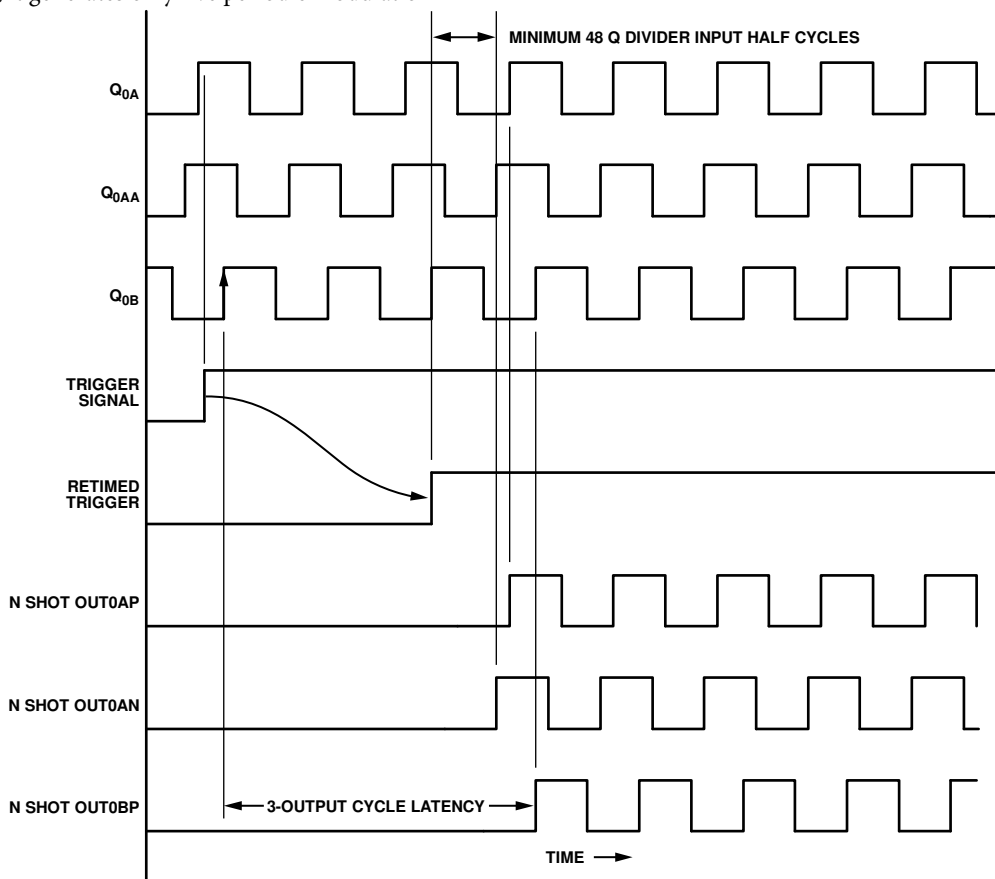 MINIMUM 48 Q DIVIDER INPUT HALF CYCLES
Q0A
Q0AA
Q0B
TRIGGER
SIGNAL
RETIMED
TRIGGER
N SHOT OUT0AP
N SHOT OUT0AN
N SHOT OUT0BP
3-OUTPUT CYCLE LATENCY
TIME